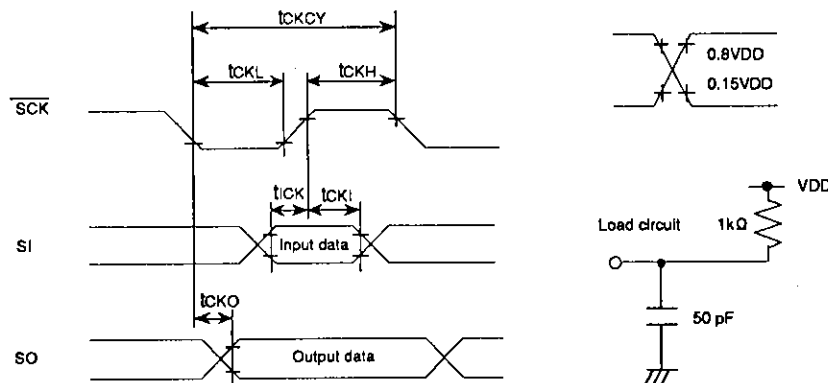 tCKCY
tCKL
tCKH
SCK
tICK
tCKI
SI
Input data
tCKO
SO
Output data
0.8VDD
0.15VDD
VDD
Load circuit
1kΩ
50 pF